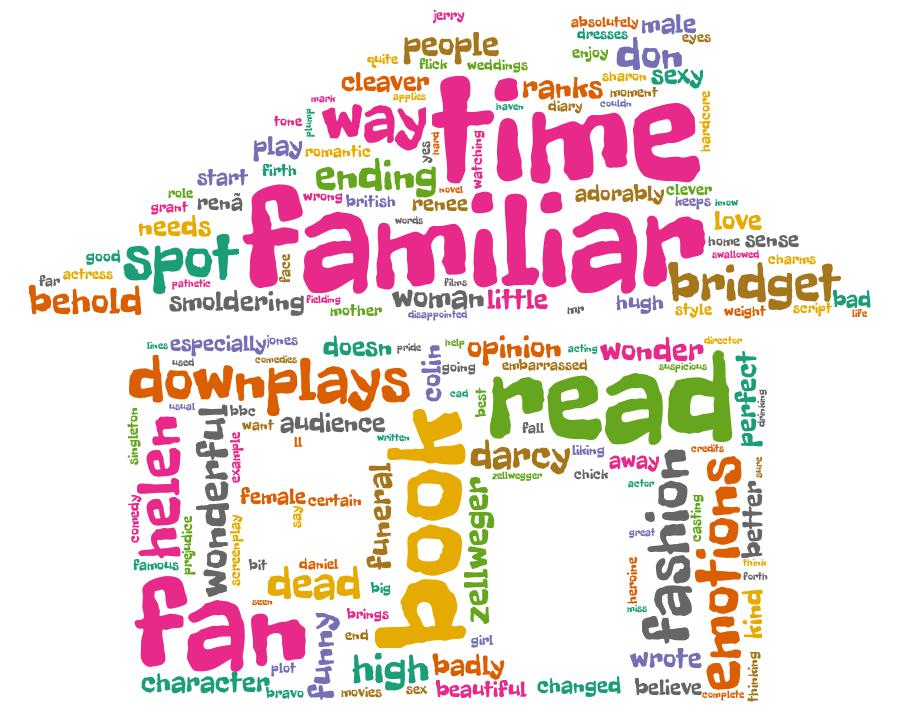 jerry
absolutely male
dresses eyes
people enjoy don
quite flick weddings
cleaver sharon sexy
ranks moment
mark applies haven diary couldn
time
way
tone plump hardcore
play romantic yes hard watching
firth ending
start novel adorably clever
role wrong british renee keeps know
grant renã
familiar
needs words love
home sense
good spot swallowed
far actress face charms
pathetic films bridget
behold smoldering fielding woman little mr hugh bad
mother disappointed style weight script life
lines especially jones doesn pride help opinion acting wonder director
used comedies colin going embarrassed suspicious
downplays cad read perfect
usual bbc best drinking
singleton want audience fall
ll written darcy liking away credits
helen wonderful example book zellwegger chick actor
female certain funeral zellweger fashion emotions sure
comedy prejudice screenplay say great casting better
famous bit daniel think
dead big heroine forth
fan seen miss kind
brings
funny end girl
plot high badly wrote
character bravo movies sex beautiful changed believe complete thinking